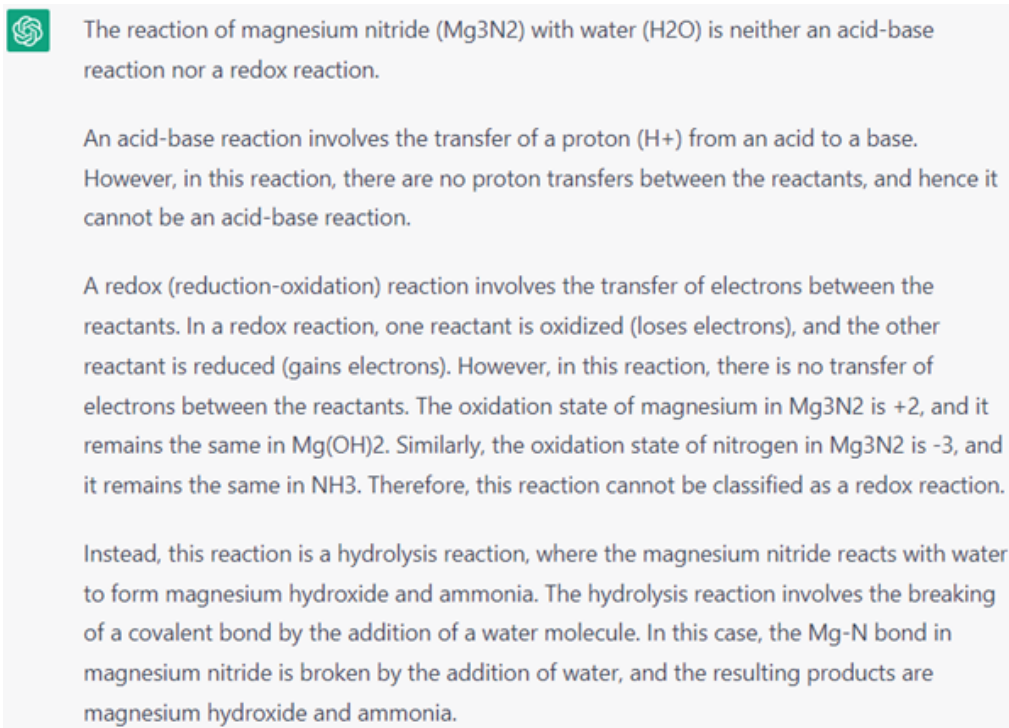 The reaction of magnesium nitride (Mg3N2) with water (H2O) is neither an acid-base
reaction nor a redox reaction.
An acid-base reaction involves the transfer of a proton (H+) from an acid to a base.
However, in this reaction, there are no proton transfers between the reactants, and hence it
cannot be an acid-base reaction.
A redox (reduction-oxidation) reaction involves the transfer of electrons between the
reactants. In a redox reaction, one reactant is oxidized (loses electrons), and the other
reactant is reduced (gains electrons). However, in this reaction, there is no transfer of
electrons between the reactants. The oxidation state of magnesium in Mg3N2 is +2, and it
remains the same in Mg(OH)2. Similarly, the oxidation state of nitrogen in Mg3N2 is -3, and
it remains the same in NH3. Therefore, this reaction cannot be classified as a redox reaction.
Instead, this reaction is a hydrolysis reaction, where the magnesium nitride reacts with water
to form magnesium hydroxide and ammonia. The hydrolysis reaction involves the breaking
of a covalent bond by the addition of a water molecule. In this case, the Mg-N bond in
magnesium nitride is broken by the addition of water, and the resulting products are
magnesium hydroxide and ammonia.